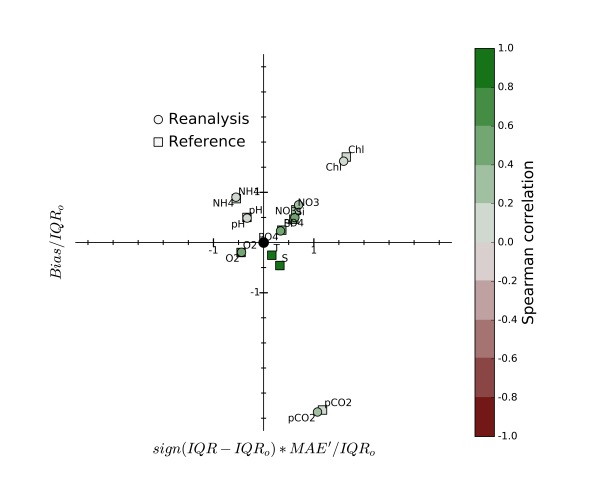 1.0
0.8
0.6
0.4
0.2
0.0
-0.2
-0.4
-0.6
-0.8
-1.0
Spearman correlation
Reanalysis
Reference
Chl
Chl
NH4
NH4
NO3
pH
NO3
Si
pH
PO4
O2
T
-1
1
O2
S
-1
pCO2
pCO2
Bias/IQR_o
sign(IQR − IQR_o) ∗ MAE′/IQR_o